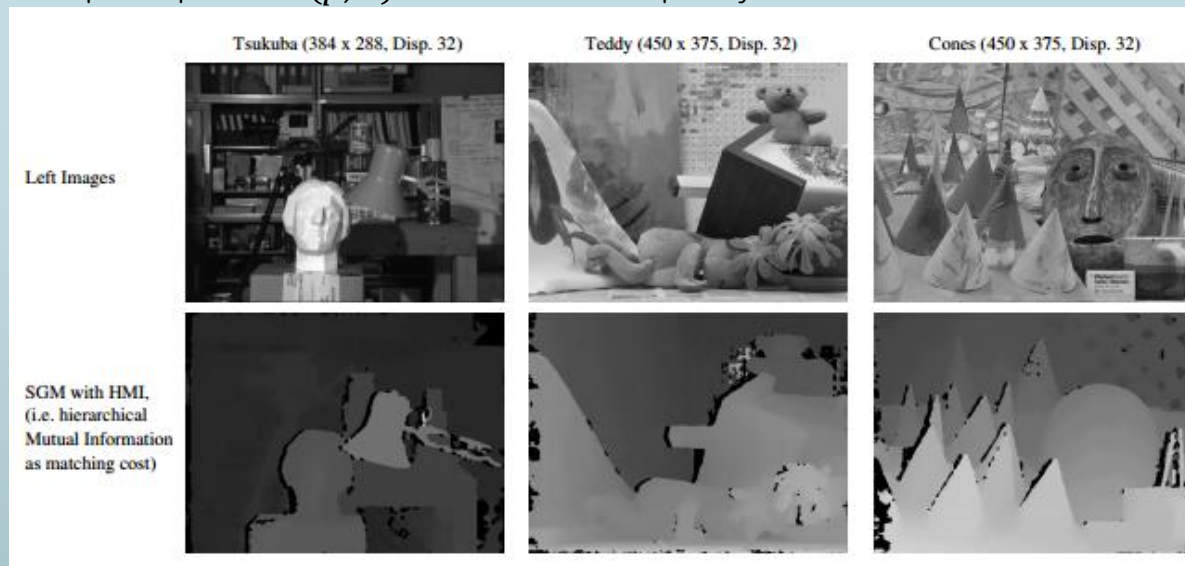 Tsukuba (384 x 288, Disp. 32)
Teddy (450 x 375, Disp. 32)
Cones (450 x 375, Disp. 32)
Left Images
SGM with HMI,
(i.e. hierarchical
Mutual Information
as matching cost)